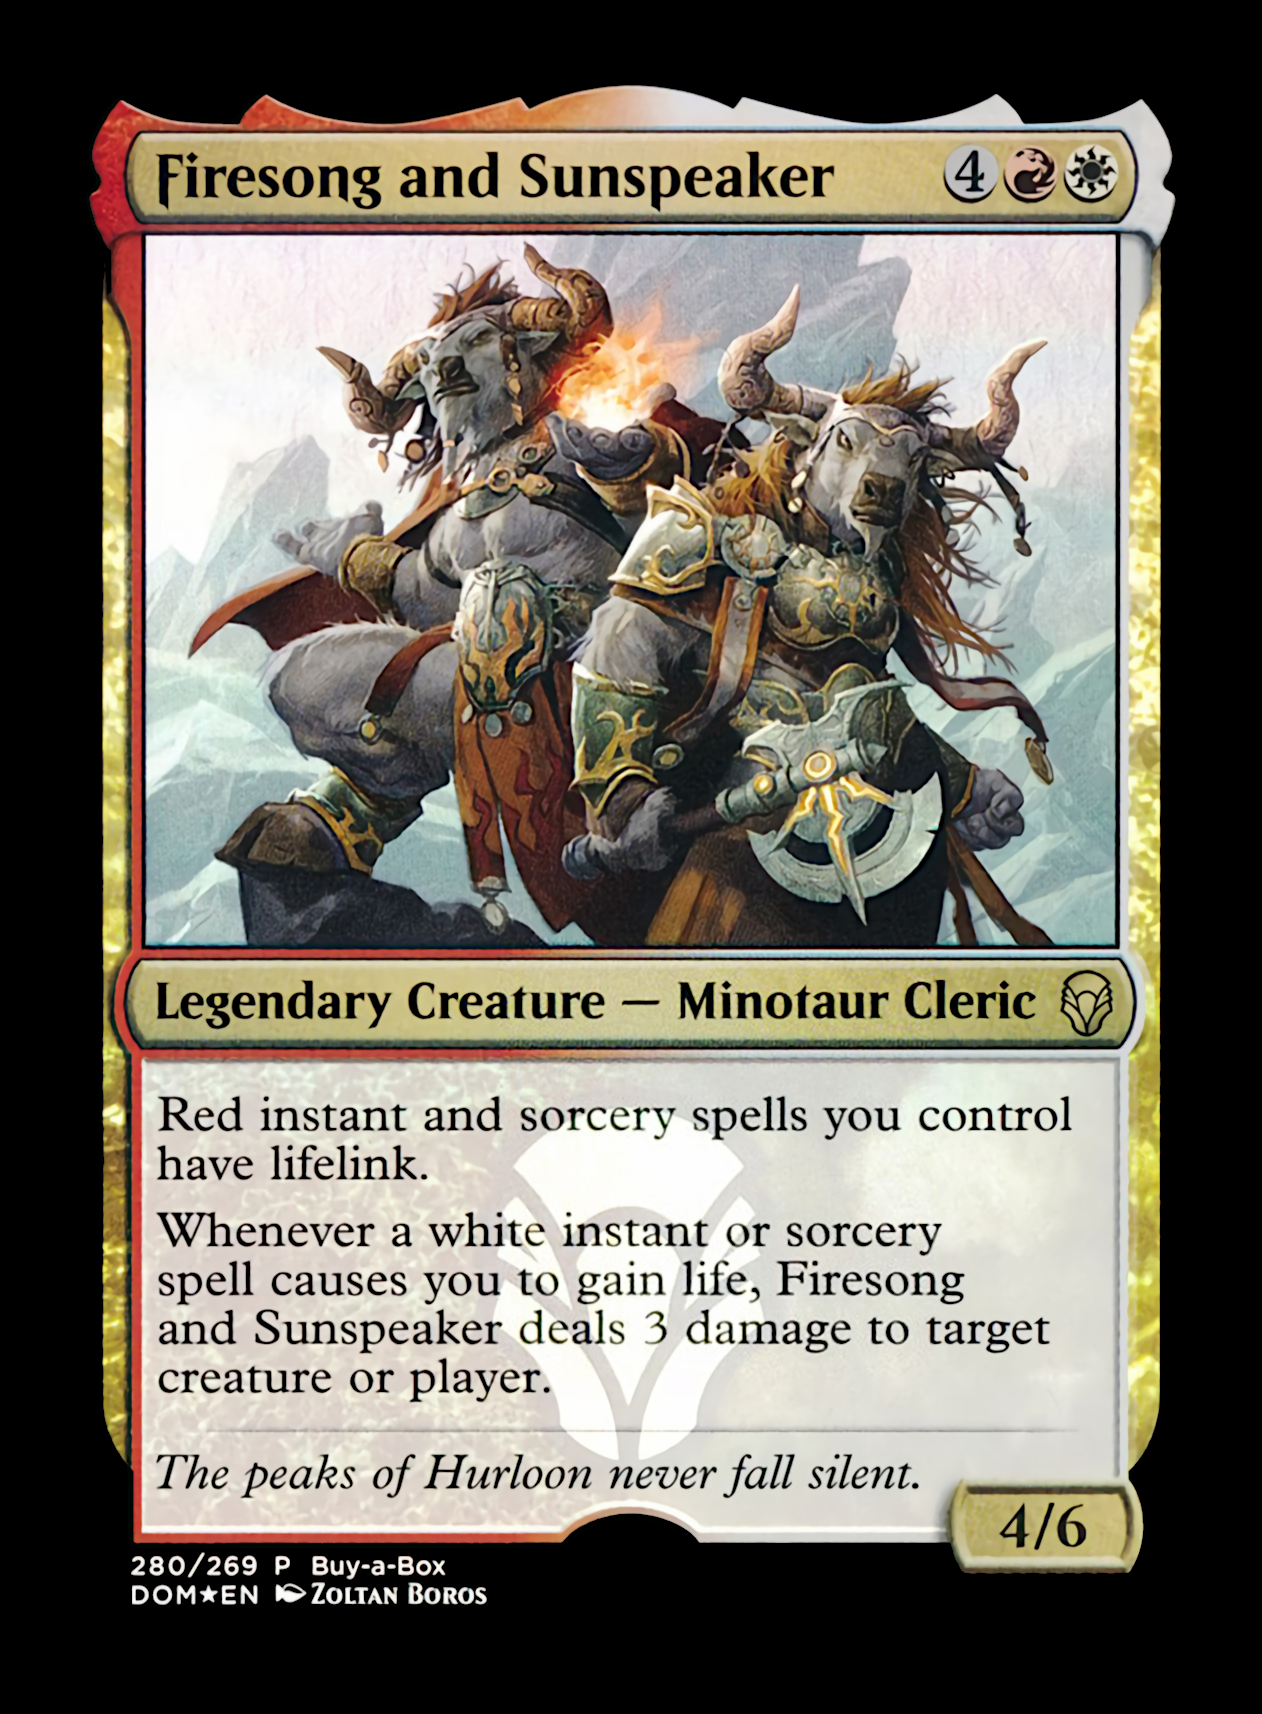 Firesong and Sunspeaker 4
Legendary Creature — Minotaur Cleric
Red instant and sorcery spells you control
have lifelink.
Whenever a white instant or sorcery
spell causes you to gain life, Firesong
and Sunspeaker deals 3 damage to target
creature or player.
The peaks of Hurloon never fall silent.
4/6
280/269 P Buy-a-Box
DOM★EN Zoltan Boros